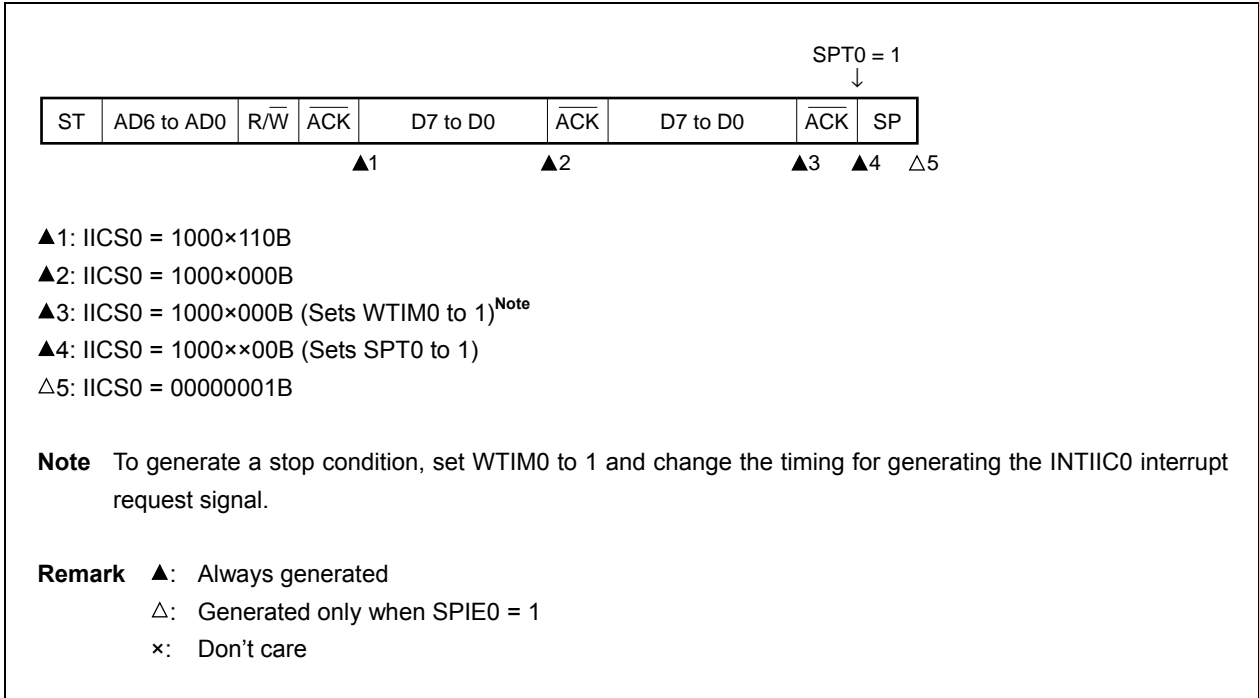 SPT0 = 1
↓
ST AD6 to AD0 R/W̅ A̅C̅K̅ D7 to D0 A̅C̅K̅ D7 to D0 A̅C̅K̅ SP
▲1 ▲2 ▲3 ▲4 △5
▲1: IICS0 = 1000×110B
▲2: IICS0 = 1000×000B
▲3: IICS0 = 1000×000B (Sets WTIM0 to 1)Note
▲4: IICS0 = 1000××00B (Sets SPT0 to 1)
△5: IICS0 = 00000001B
Note To generate a stop condition, set WTIM0 to 1 and change the timing for generating the INTIIC0 interrupt
request signal.
Remark ▲: Always generated
△: Generated only when SPIE0 = 1
×: Don't care